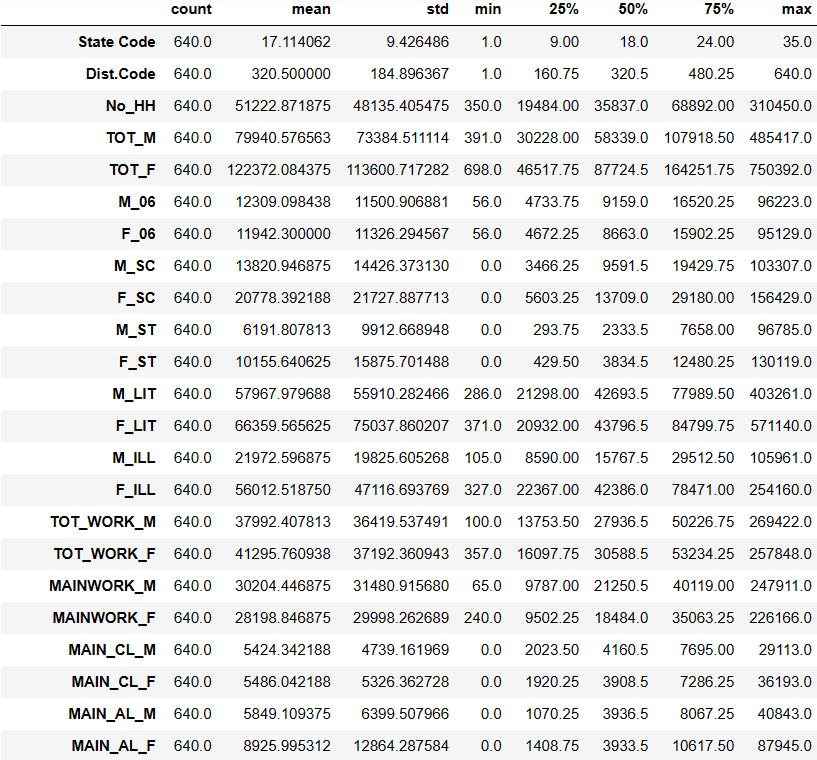 count mean std min 25% 50% 75% max
State Code 640.0 17.114062 9.426486 1.0 9.00 18.0 24.00 35.0
Dist.Code 640.0 320.500000 184.896367 1.0 160.75 320.5 480.25 640.0
No_HH 640.0 51222.871875 48135.405475 350.0 19484.00 35837.0 68892.00 310450.0
TOT_M 640.0 79940.576563 73384.511114 391.0 30228.00 58339.0 107918.50 485417.0
TOT_F 640.0 122372.084375 113600.717282 698.0 46517.75 87724.5 164251.75 750392.0
M_06 640.0 12309.098438 11500.906881 56.0 4733.75 9159.0 16520.25 96223.0
F_06 640.0 11942.300000 11326.294567 56.0 4672.25 8663.0 15902.25 95129.0
M_SC 640.0 13820.946875 14426.373130 0.0 3466.25 9591.5 19429.75 103307.0
F_SC 640.0 20778.392188 21727.887713 0.0 5603.25 13709.0 29180.00 156429.0
M_ST 640.0 6191.807813 9912.668948 0.0 293.75 2333.5 7658.00 96785.0
F_ST 640.0 10155.640625 15875.701488 0.0 429.50 3834.5 12480.25 130119.0
M_LIT 640.0 57967.979688 55910.282466 286.0 21298.00 42693.5 77989.50 403261.0
F_LIT 640.0 66359.565625 75037.860207 371.0 20932.00 43796.5 84799.75 571140.0
M_ILL 640.0 21972.596875 19825.605268 105.0 8590.00 15767.5 29512.50 105961.0
F_ILL 640.0 56012.518750 47116.693769 327.0 22367.00 42386.0 78471.00 254160.0
TOT_WORK_M 640.0 37992.407813 36419.537491 100.0 13753.50 27936.5 50226.75 269422.0
TOT_WORK_F 640.0 41295.760938 37192.360943 357.0 16097.75 30588.5 53234.25 257848.0
MAINWORK_M 640.0 30204.446875 31480.915680 65.0 9787.00 21250.5 40119.00 247911.0
MAINWORK_F 640.0 28198.846875 29998.262689 240.0 9502.25 18484.0 35063.25 226166.0
MAIN_CL_M 640.0 5424.342188 4739.161969 0.0 2023.50 4160.5 7695.00 29113.0
MAIN_CL_F 640.0 5486.042188 5326.362728 0.0 1920.25 3908.5 7286.25 36193.0
MAIN_AL_M 640.0 5849.109375 6399.507966 0.0 1070.25 3936.5 8067.25 40843.0
MAIN_AL_F 640.0 8925.995312 12864.287584 0.0 1408.75 3933.5 10617.50 87945.0